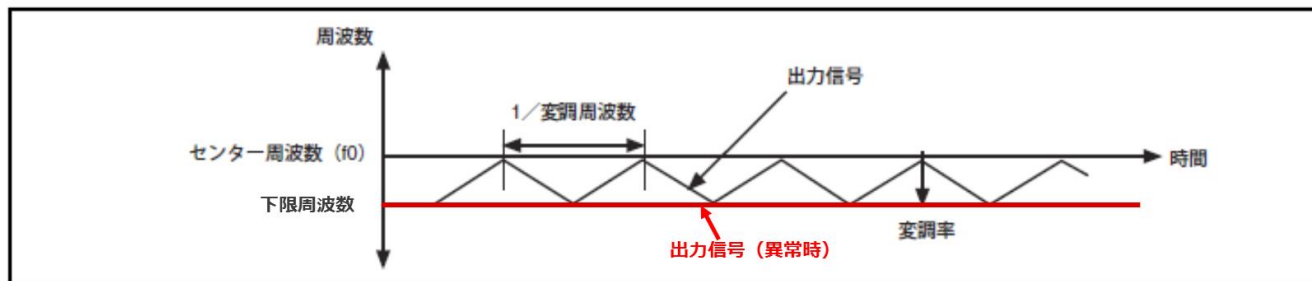 周波数
出力信号
1／変調周波数
センター周波数（f0）
時間
下限周波数
変調率
出力信号（異常時）